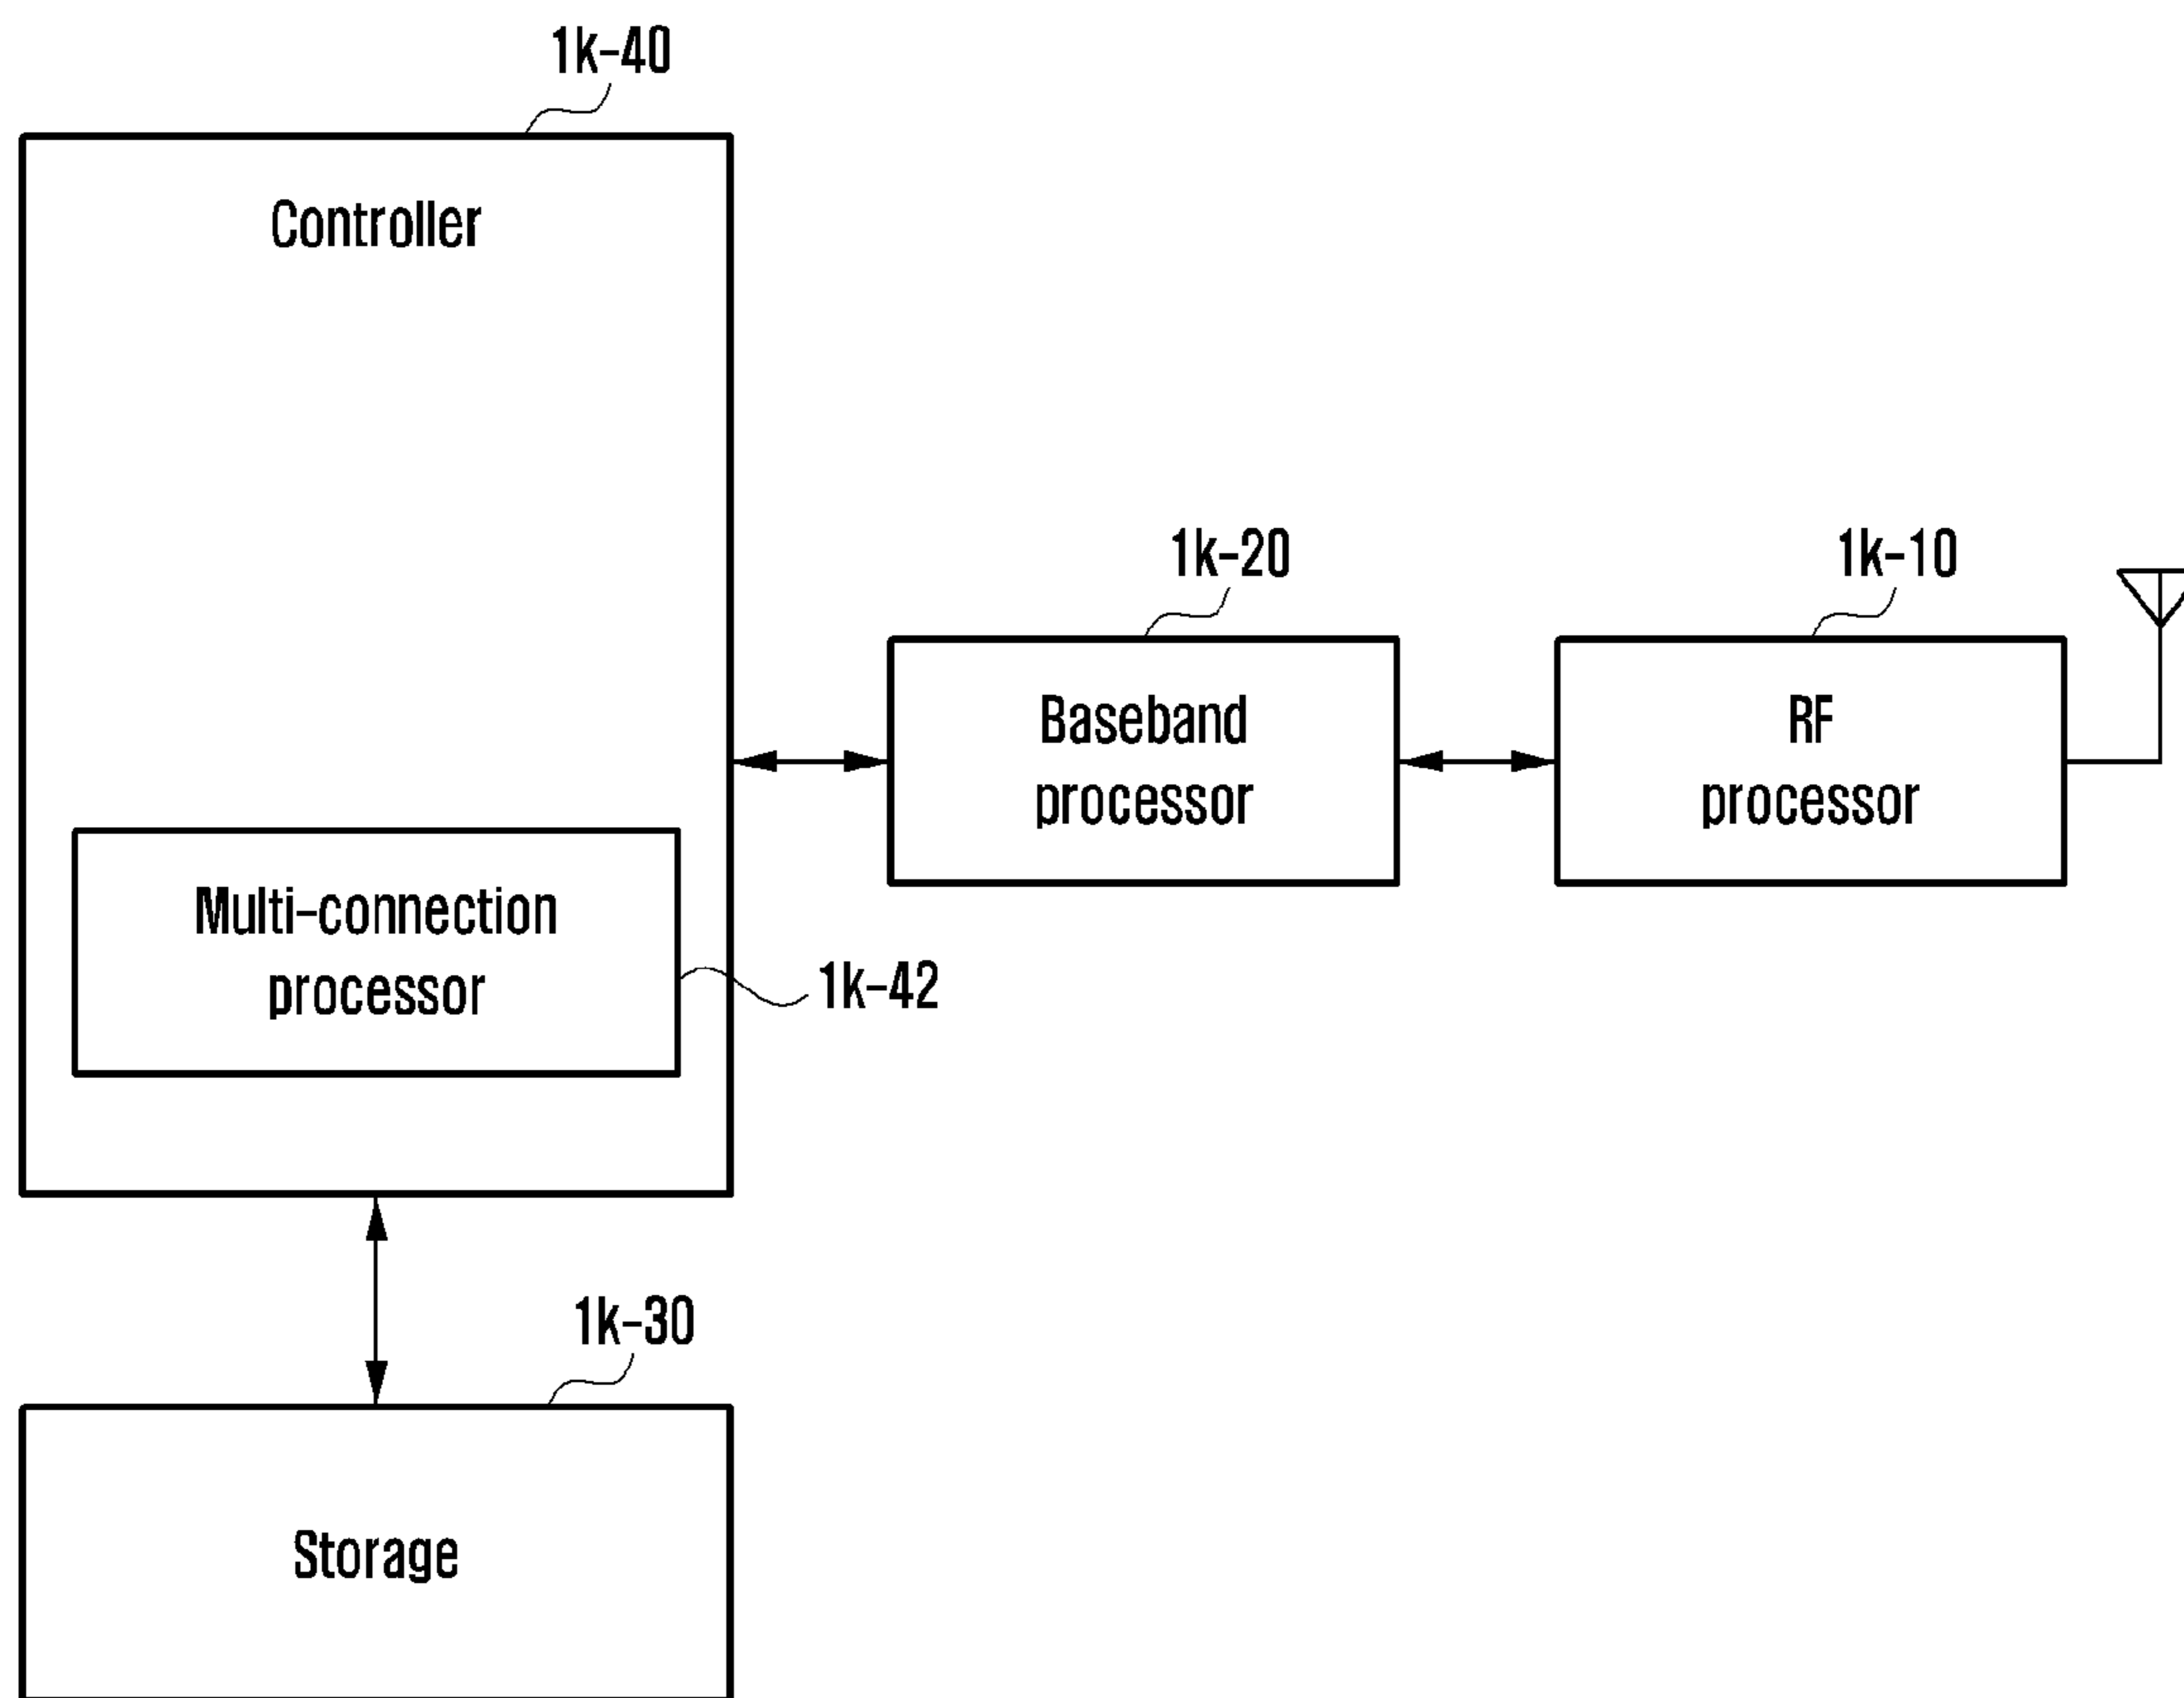 1k-40
Controller
1k-20
1k-10
Baseband
processor
RF
processor
Multi-connection
processor
1k-42
1k-30
Storage